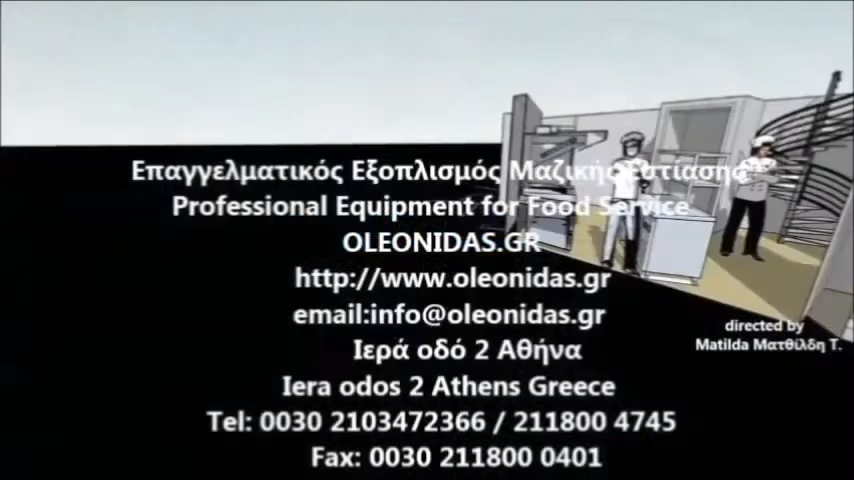 Επαγγελματικός Εξοπλισμός Μαζικής Εστίασης
Professional Equipment for Food Service
OLEONIDAS.GR
http://www.oleonidas.gr
email:info@oleonidas.gr
Ιερά οδό 2 Αθήνα
Iera odos 2 Athens Greece
Tel: 0030 2103472366 / 211800 4745
Fax: 0030 211800 0401
directed by
Matilda Ματθίλδη Τ.